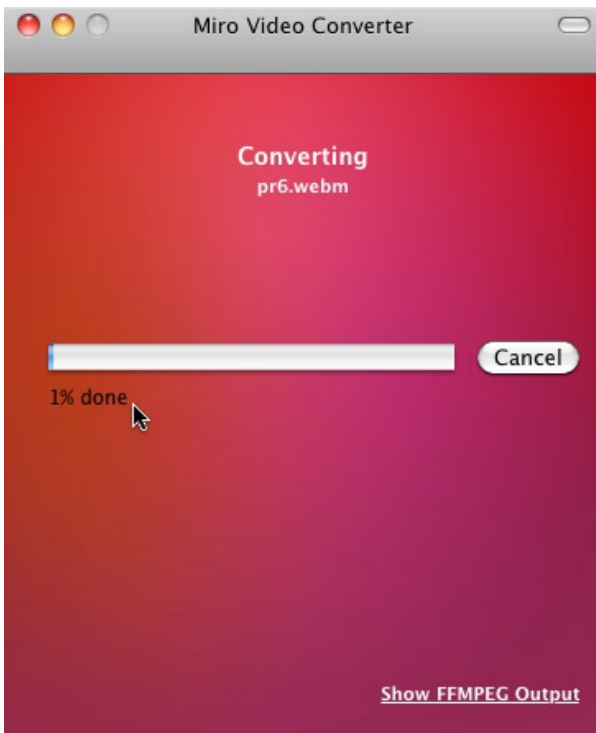 Miro Video Converter
Converting
pr6.webm
Cancel
1% done
Show FFMPEG Output